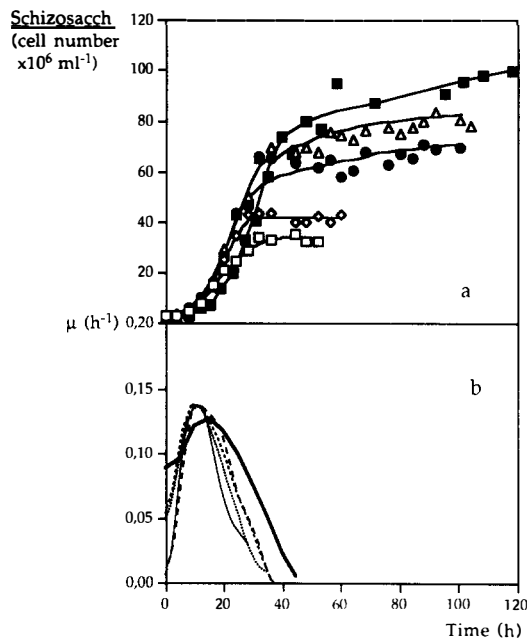 Schizosacch
(cell number
x10⁶ ml⁻¹)
120
100
80
60
40
20
a
μ (h⁻¹) 0,20
0,15
b
0,10
0,05
0,00
0 20 40 60 80 100 120
Time (h)